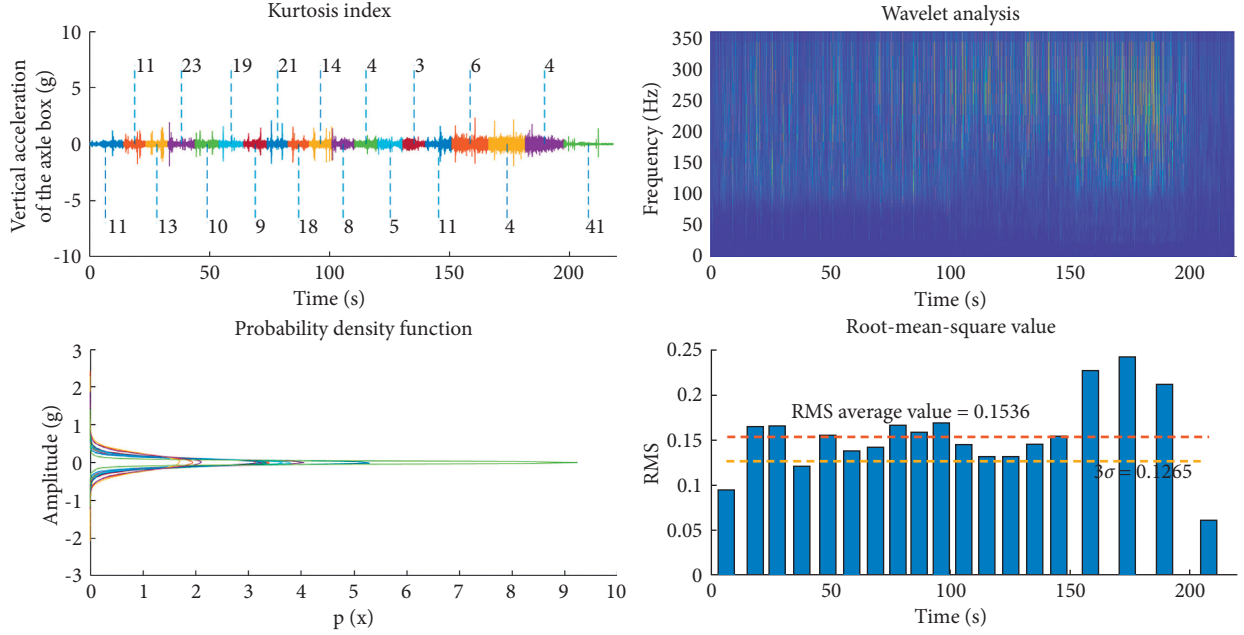 Kurtosis index
10
5
0
-5
-10
Vertical acceleration
of the axle box (g)
11 23 19 21 14 4 3 6 4
11 13 10 9 18 8 5 11 4 41
0 50 100 150 200
Time (s)
Wavelet analysis
350
300
250
200
150
100
50
0
Frequency (Hz)
0 50 100 150 200
Time (s)
Probability density function
3
2
1
0
-1
-2
-3
Amplitude (g)
0 1 2 3 4 5 6 7 8 9 10
p (x)
Root-mean-square value
0.25
0.2
0.15
0.1
0.05
0
RMS
RMS average value = 0.1536
3σ = 0.1265
50 100 150 200
Time (s)